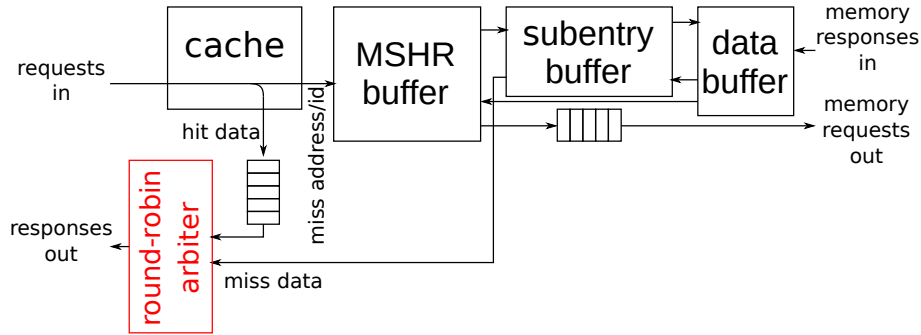 cache
MSHR
buffer
subentry
buffer
data
buffer
memory
responses
in
requests
in
hit data
miss address/id
memory
requests
out
round-robin
arbiter
responses
out
miss data